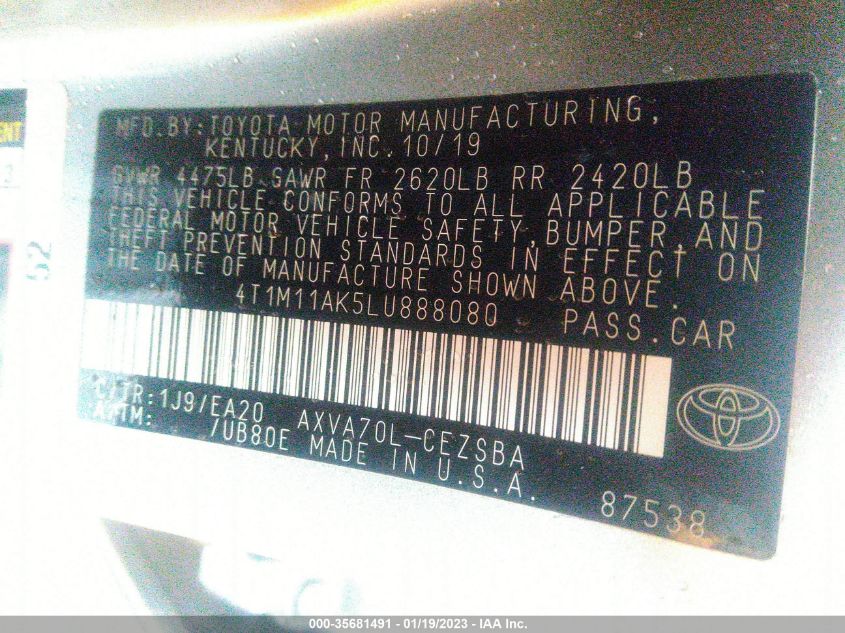 MFD.BY:TOYOTA MOTOR MANUFACTURING,
KENTUCKY,INC.10/19
GVWR 4475LB GAWR FR 2620LB RR 2420LB
THIS VEHICLE CONFORMS TO ALL APPLICABLE
FEDERAL MOTOR VEHICLE SAFETY,BUMPER,AND
THEFT PREVENTION STANDARDS IN EFFECT ON
THE DATE OF MANUFACTURE SHOWN ABOVE.
4T1M11AK5LU888080 PASS.CAR
C/TR:1J9/EA20 AXVA70L-CEZSBA
A/TM: /UB80E MADE IN U.S.A.
87538
52
000-35681491 - 01/19/2023 - IAA Inc.